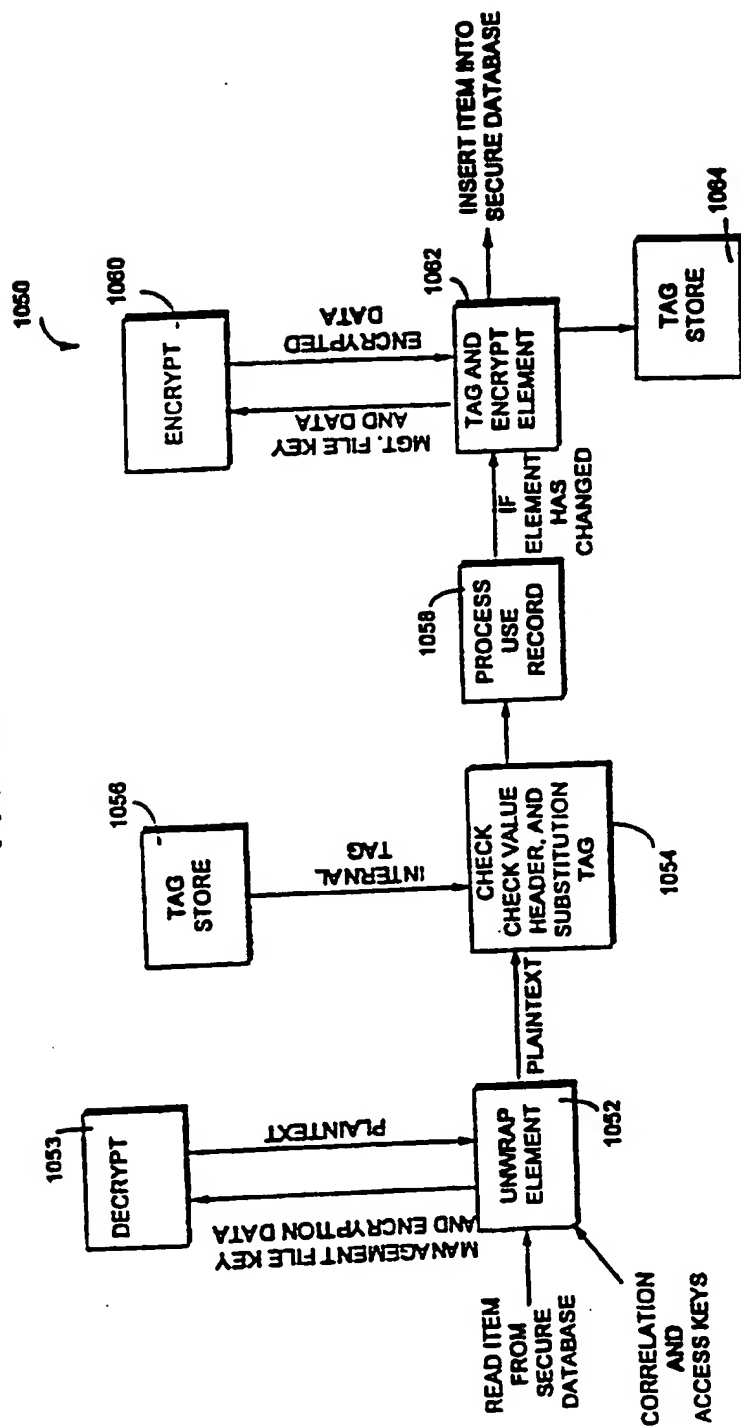 1050
1053
DECRYPT
MANAGEMENT FILE KEY
AND ENCRYPTION DATA
PLAINTEXT
READ ITEM
FROM
SECURE
DATABASE
UNWRAP
ELEMENT
1052
CORRELATION
AND
ACCESS KEYS
PLAINTEXT
1056
TAG
STORE
INTERNAL
TAG
CHECK
CHECK VALUE
HEADER, AND
SUBSTITUTION
TAG
1054
1058
PROCESS
USE
RECORD
IF
ELEMENT
HAS
CHANGED
1060
ENCRYPT
MGT. FILE KEY
AND DATA
ENCRYPTED
DATA
1062
TAG AND
ENCRYPT
ELEMENT
INSERT ITEM INTO
SECURE DATABASE
TAG
STORE
1064